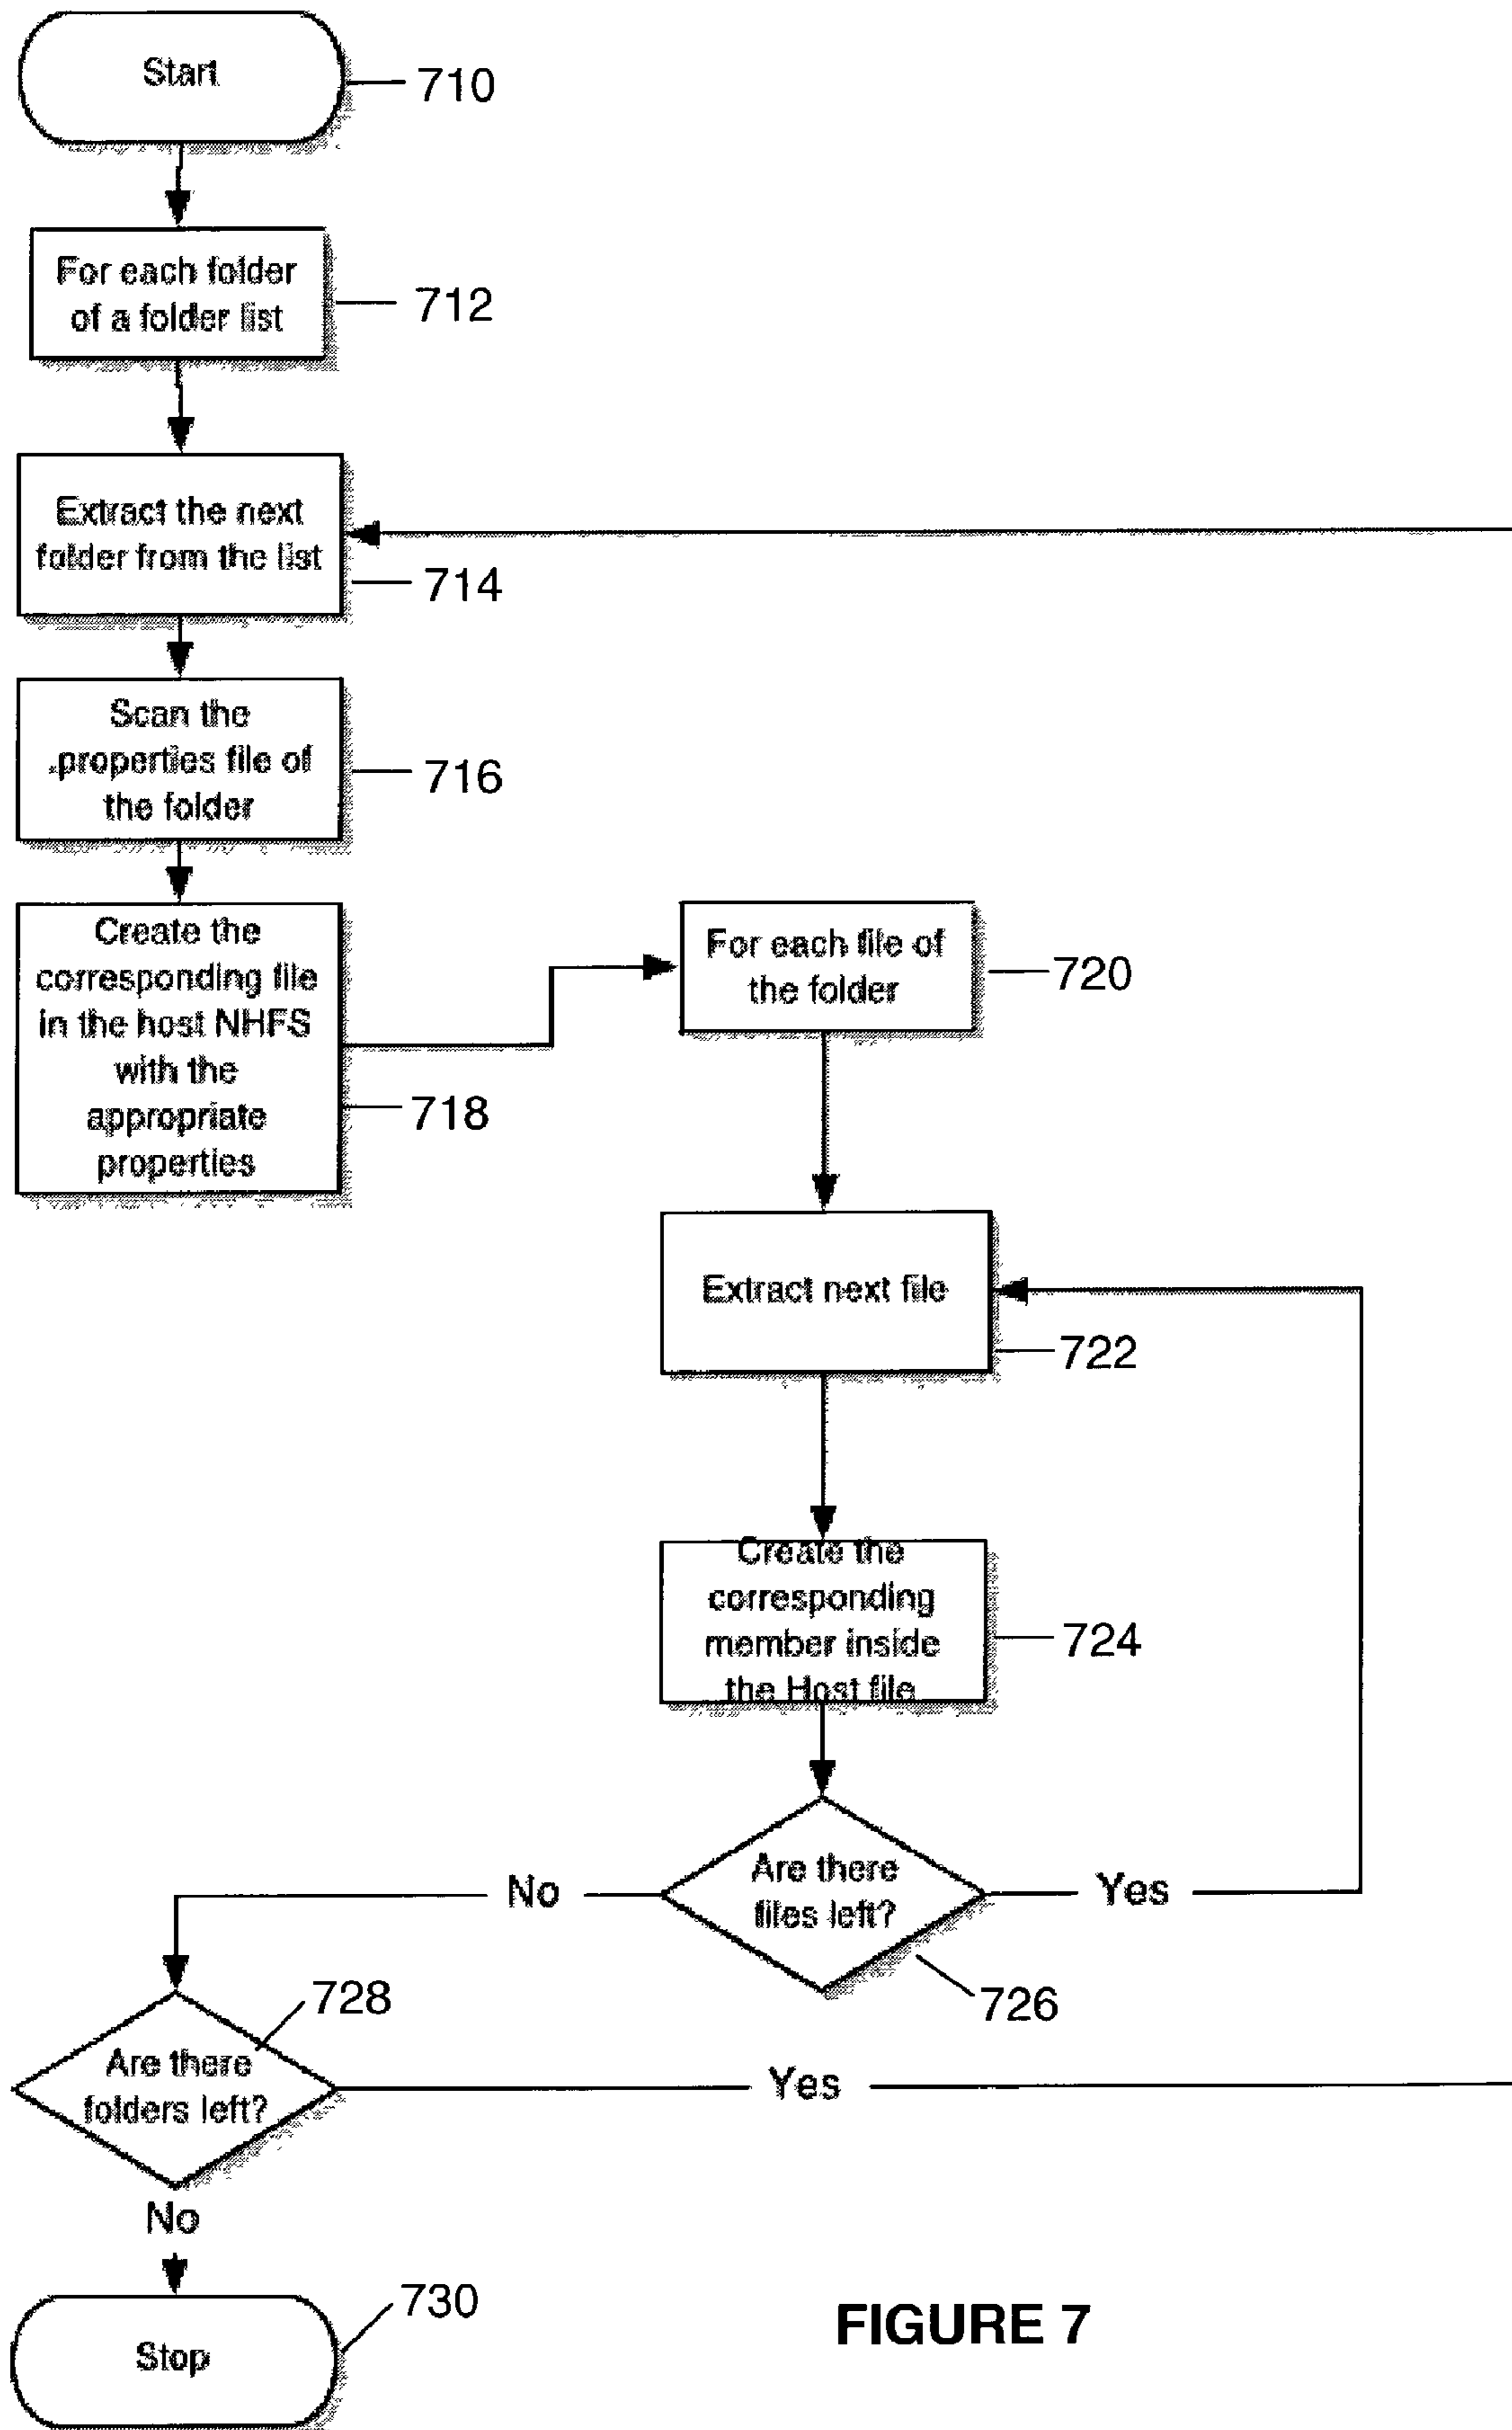 Start
710
For each folder
of a folder list
712
Extract the next
folder from the list
714
Scan the
.properties file of
the folder
716
Create the
corresponding file
in the host NHFS
with the
appropriate
properties
718
For each file of
the folder
720
Extract next file
722
Create the
corresponding
member inside
the Host file.
724
Are there
files left?
No
Yes
726
728
Are there
folders left?
Yes
No
730
Stop
FIGURE 7